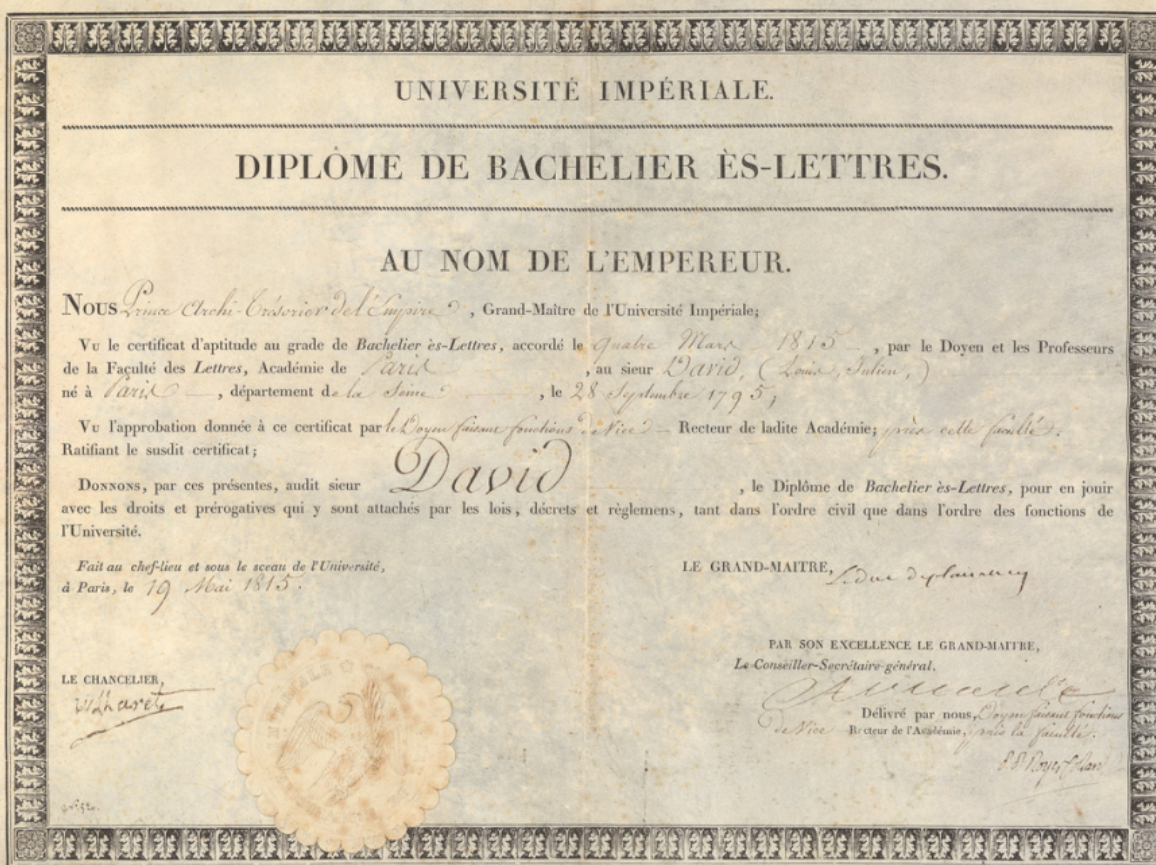 UNIVERSITÉ IMPÉRIALE.
DIPLÔME DE BACHELIER ÈS-LETTRES.
AU NOM DE L'EMPEREUR.
NOUS Prince Archi-Trésorier de l'Empire, Grand-Maître de l'Université Impériale;
VU le certificat d'aptitude au grade de Bachelier ès-Lettres, accordé le quatre Mars 1815, par le Doyen et les Professeurs
de la Faculté des Lettres, Académie de Paris, au sieur David, (Louis, Julien,)
né à Paris, département de la Seine, le 28 Septembre 1795,
VU l'approbation donnée à ce certificat par le Doyen faisant fonctions de Vice Recteur de ladite Académie; près cette faculté.
Ratifiant le susdit certificat;
DONNONS, par ces présentes, audit sieur David, le Diplôme de Bachelier ès-Lettres, pour en jouir
avec les droits et prérogatives qui y sont attachés par les lois, décrets et règlemens, tant dans l'ordre civil que dans l'ordre des fonctions de
l'Université.
Fait au chef-lieu et sous le sceau de l'Université,
à Paris, le 19 Mai 1815.
LE GRAND-MAITRE,
Le duc de plaisance
PAR SON EXCELLENCE LE GRAND-MAITRE,
Le Conseiller-Secrétaire général.
LE CHANCELIER,
Villaret
Délivré par nous, Doyen faisant fonctions
de Vice Recteur de l'Académie, près la faculté.
IMPÉRIALE